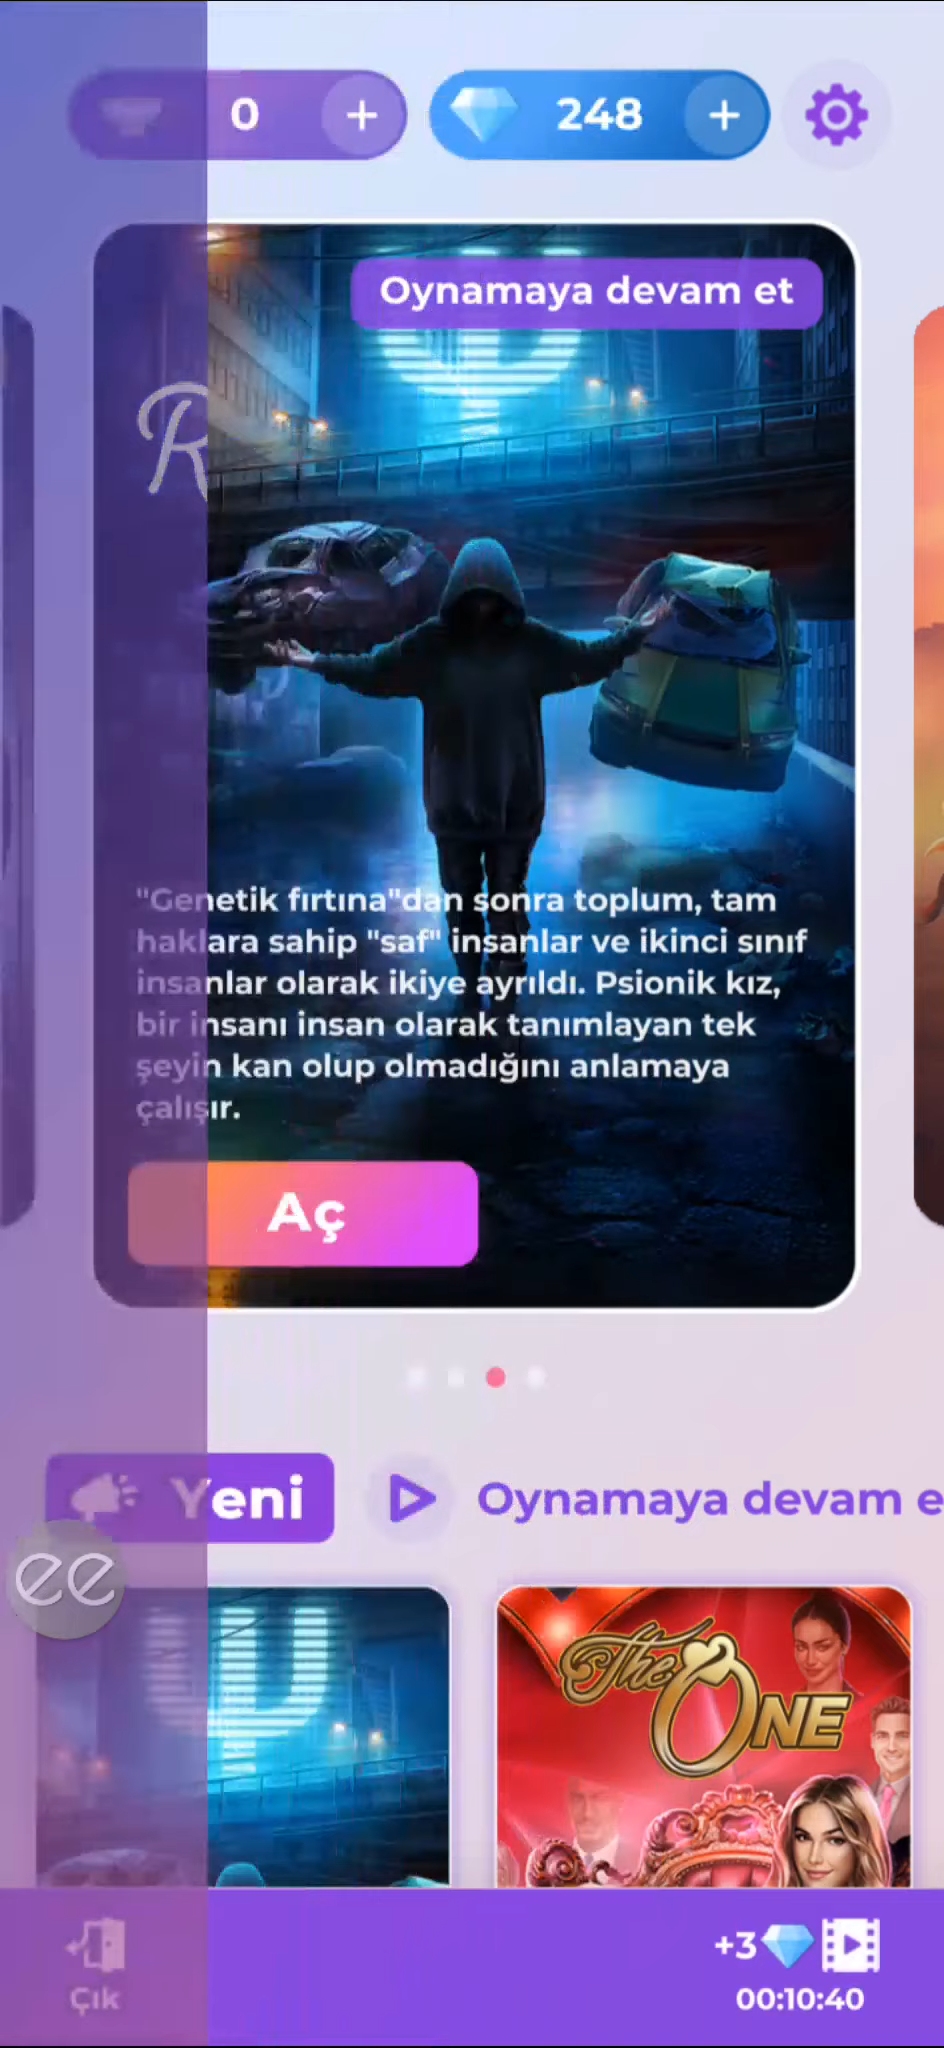 0
248
Oynamaya devam et
R
"Genetik fırtına"dan sonra toplum, tam
haklara sahip "saf" insanlar ve ikinci sınıf
insanlar olarak ikiye ayrıldı. Psionik kız,
bir insanı insan olarak tanımlayan tek
şeyin kan olup olmadığını anlamaya
çalışır.
Aç
Yeni
Oynamaya devam e
ee
The ONE
+3
Çık
00:10:40